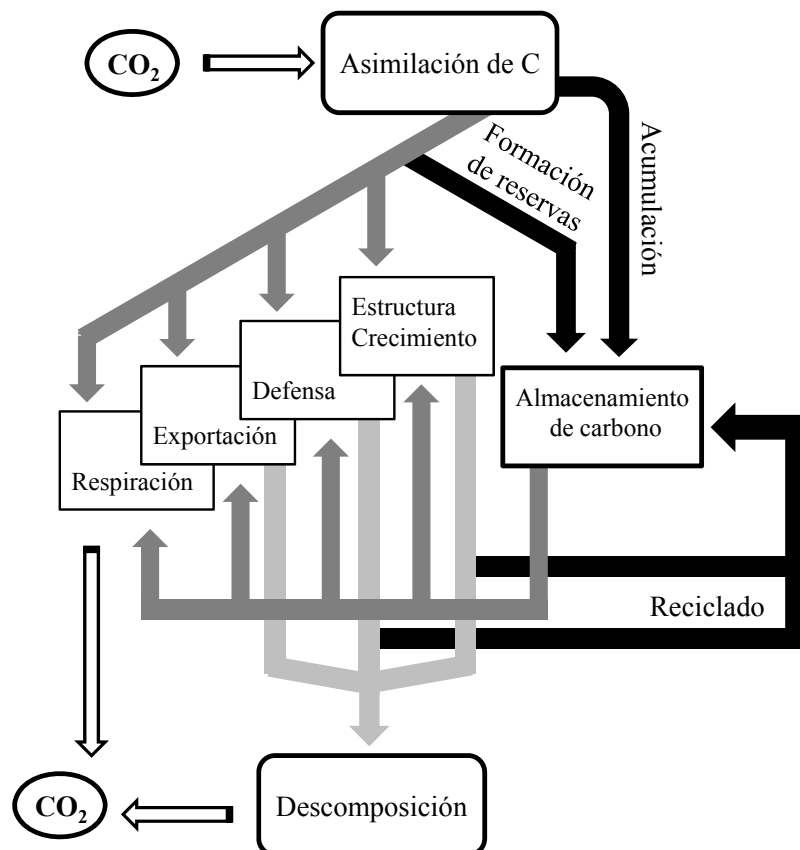 CO2
Asimilación de C
Formación
de reservas
Acumulación
Estructura
Crecimiento
Defensa
Exportación
Respiración
Almacenamiento
de carbono
Reciclado
CO2
Descomposición